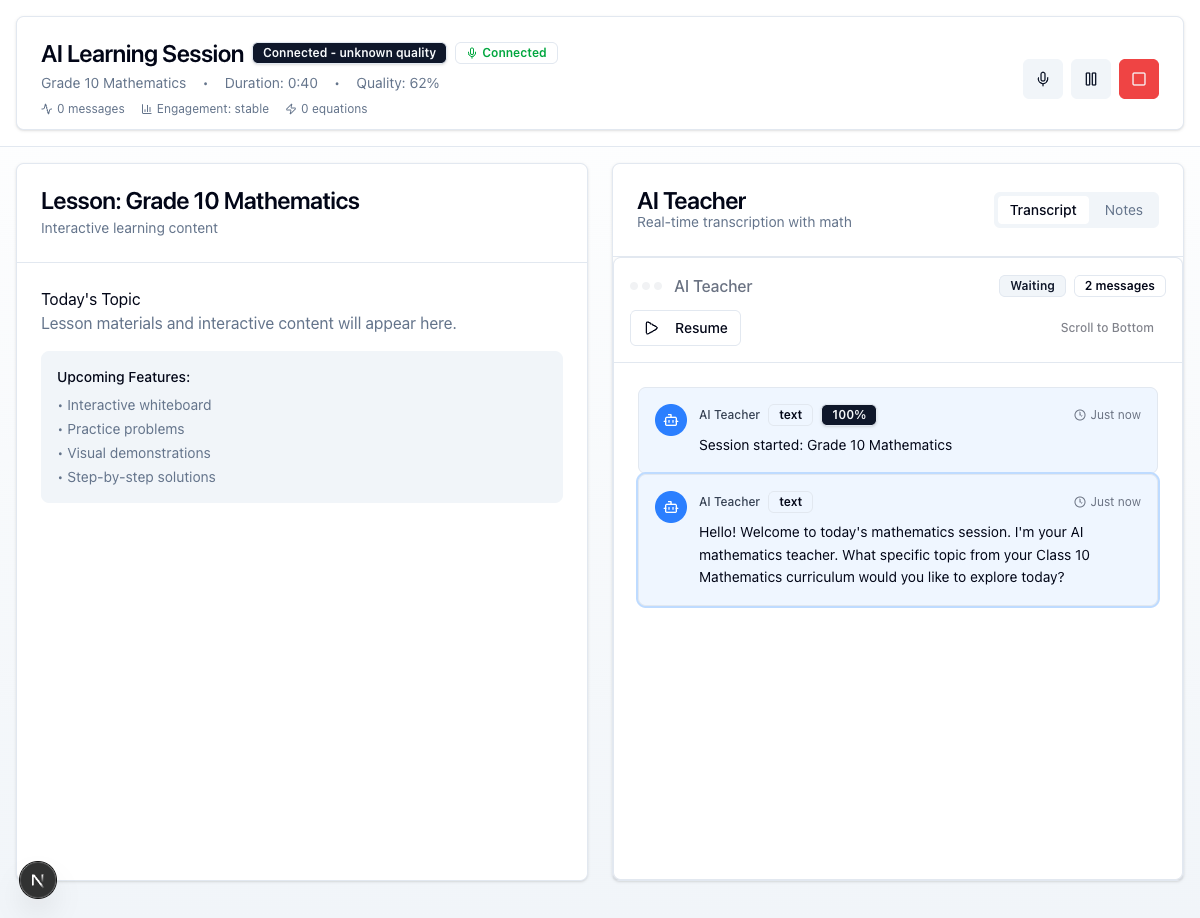 AI Learning Session Connected - unknown quality Connected
Grade 10 Mathematics • Duration: 0:40 • Quality: 62%
0 messages Engagement: stable 0 equations
Lesson: Grade 10 Mathematics
Interactive learning content
Today's Topic
Lesson materials and interactive content will appear here.
Upcoming Features:
• Interactive whiteboard
• Practice problems
• Visual demonstrations
• Step-by-step solutions
AI Teacher
Real-time transcription with math
Transcript Notes
AI Teacher Waiting 2 messages
Resume Scroll to Bottom
AI Teacher text 100% Just now
Session started: Grade 10 Mathematics
AI Teacher text Just now
Hello! Welcome to today's mathematics session. I'm your AI
mathematics teacher. What specific topic from your Class 10
Mathematics curriculum would you like to explore today?
N